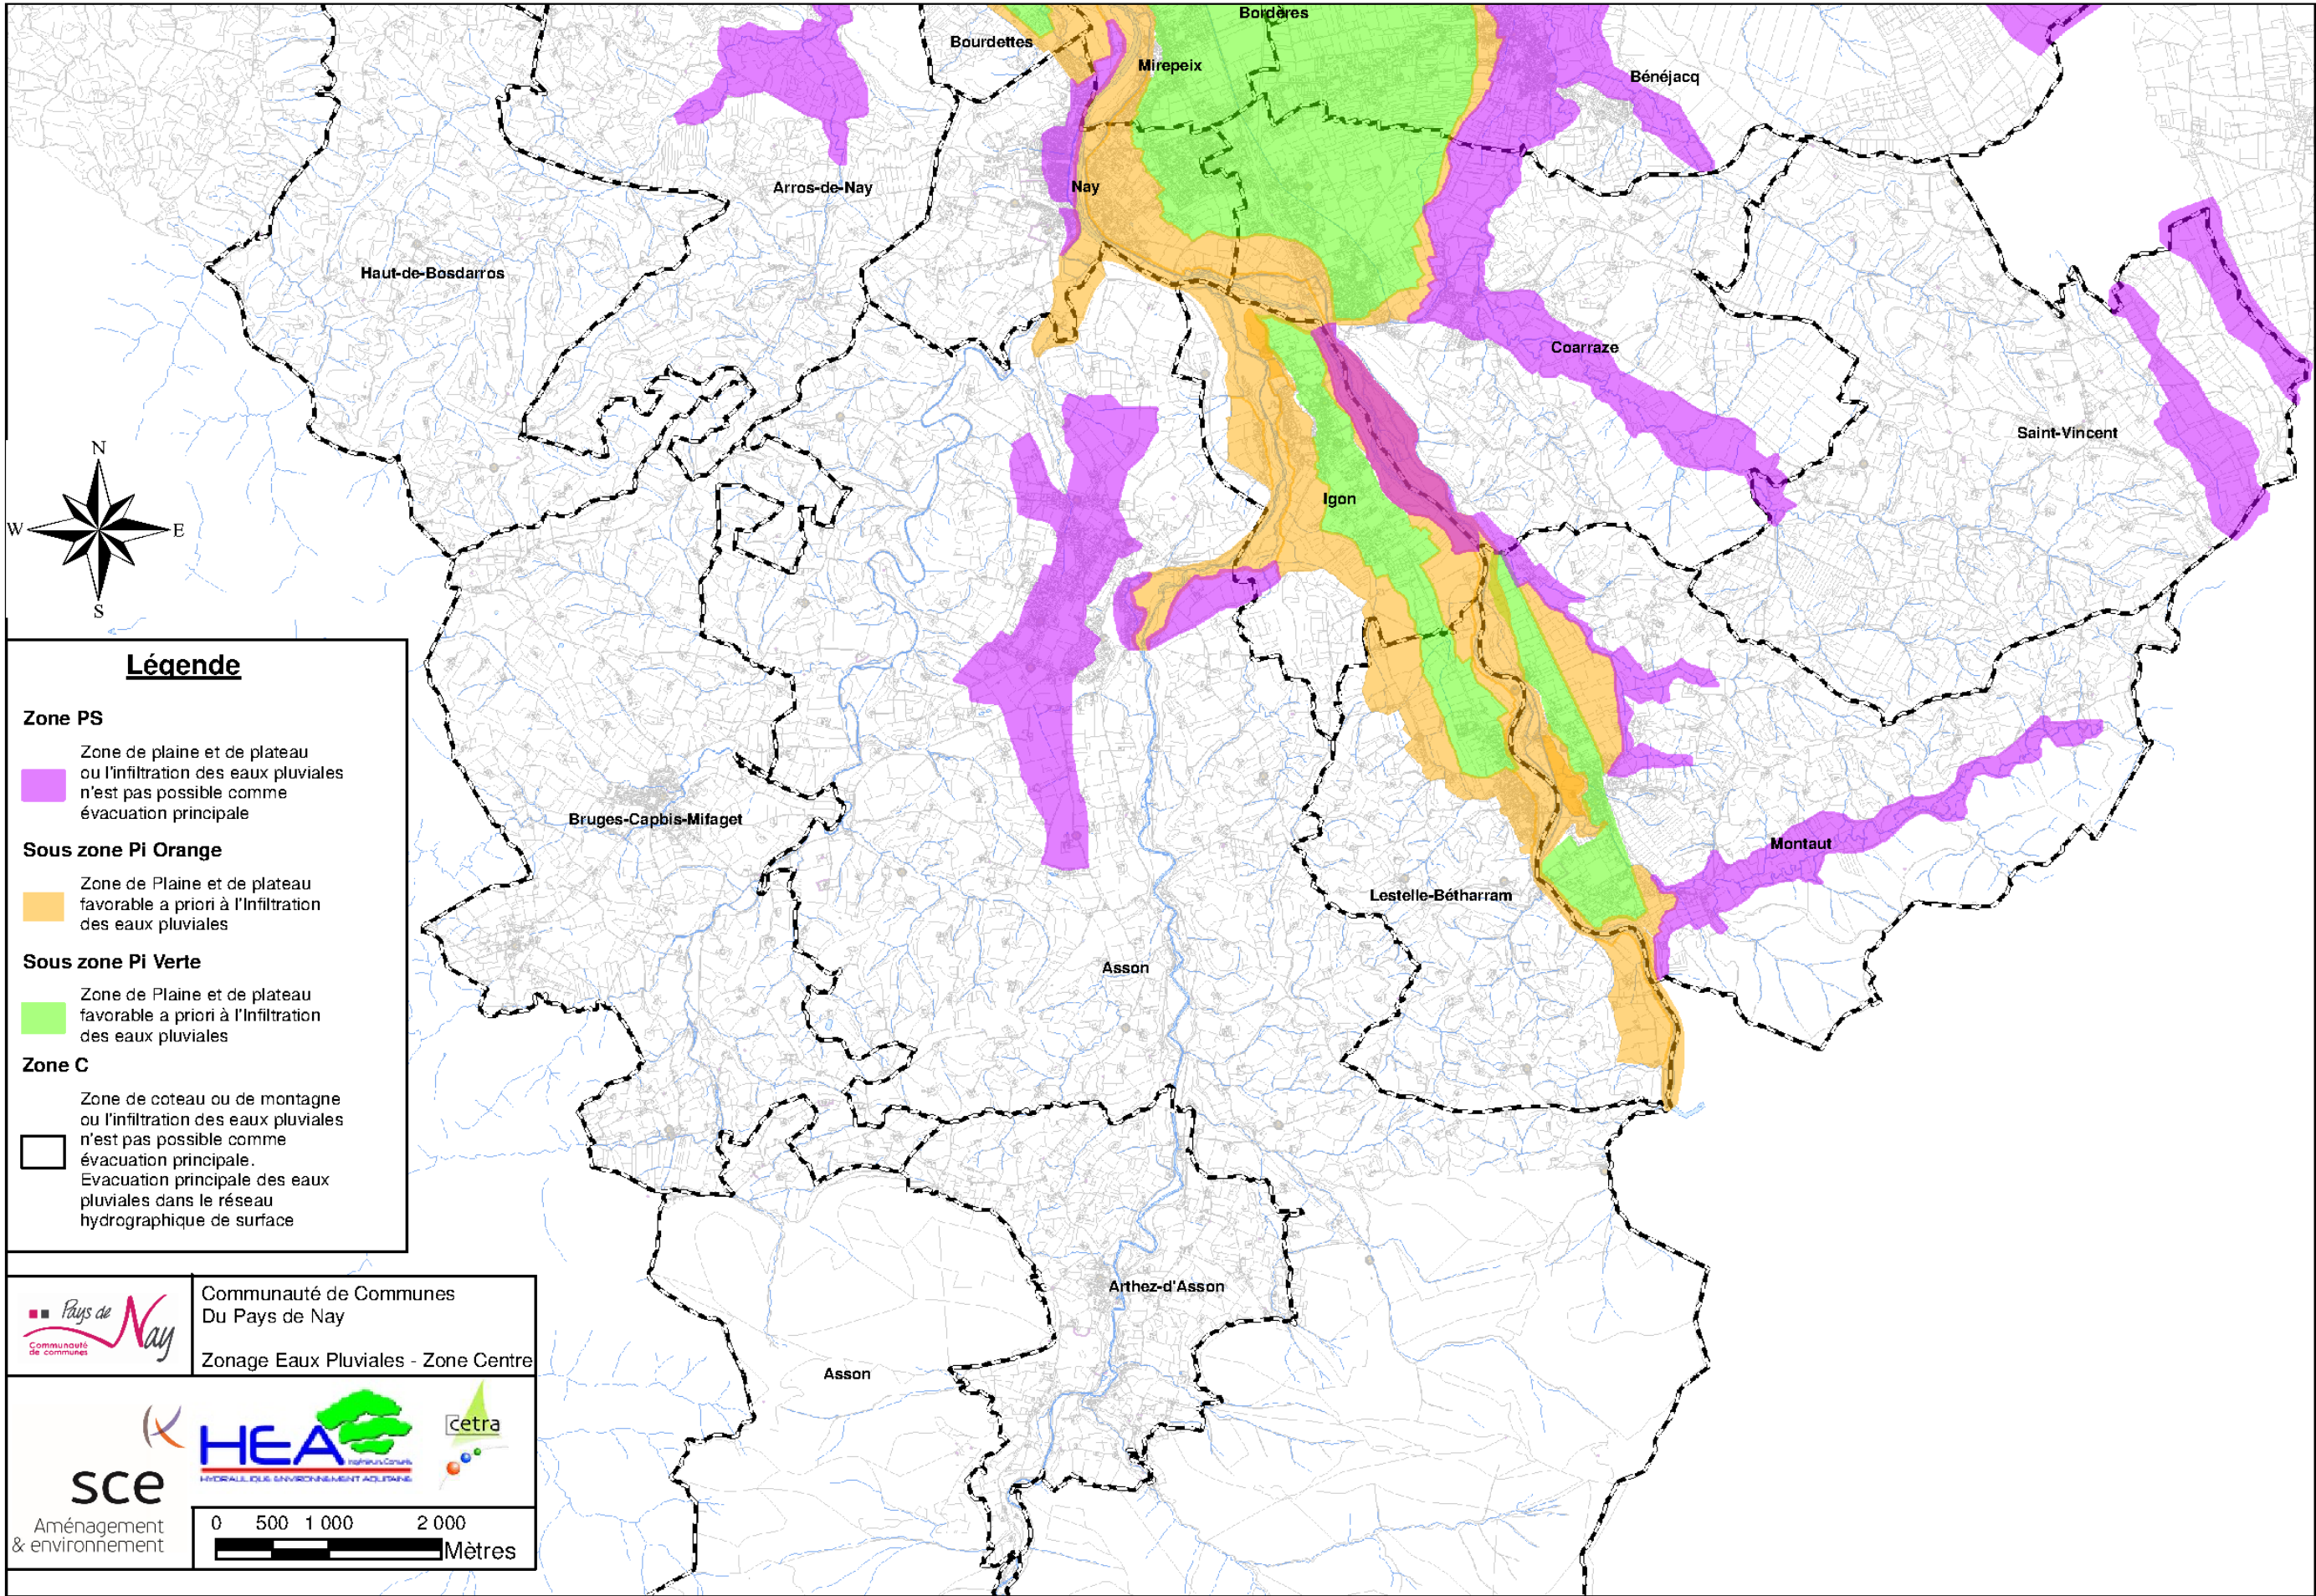 Bordères
Bourdettes
Mirepeix
Bénéjacq
Arros-de-Nay
Nay
Haut-de-Bosdarros
Coarraze
Saint-Vincent
Igon
N
W
E
S
Bruges-Capbis-Mifaget
Montaut
Lestelle-Bétharram
Asson
Arthez-d'Asson
Asson
Légende
Zone PS
Zone de plaine et de plateau
ou l'infiltration des eaux pluviales
n'est pas possible comme
évacuation principale
Sous zone Pi Orange
Zone de Plaine et de plateau
favorable a priori à l'Infiltration
des eaux pluviales
Sous zone Pi Verte
Zone de Plaine et de plateau
favorable a priori à l'Infiltration
des eaux pluviales
Zone C
Zone de coteau ou de montagne
ou l'infiltration des eaux pluviales
n'est pas possible comme
évacuation principale.
Evacuation principale des eaux
pluviales dans le réseau
hydrographique de surface
Pays de Nay
Communauté
de communes
Communauté de Communes
Du Pays de Nay
Zonage Eaux Pluviales - Zone Centre
sce
Aménagement
& environnement
HEA
Ingénieurs Conseils
HYDRAULIQUE ENVIRONNEMENT AQUITAINE
cetra
0 500 1 000 2 000
Mètres